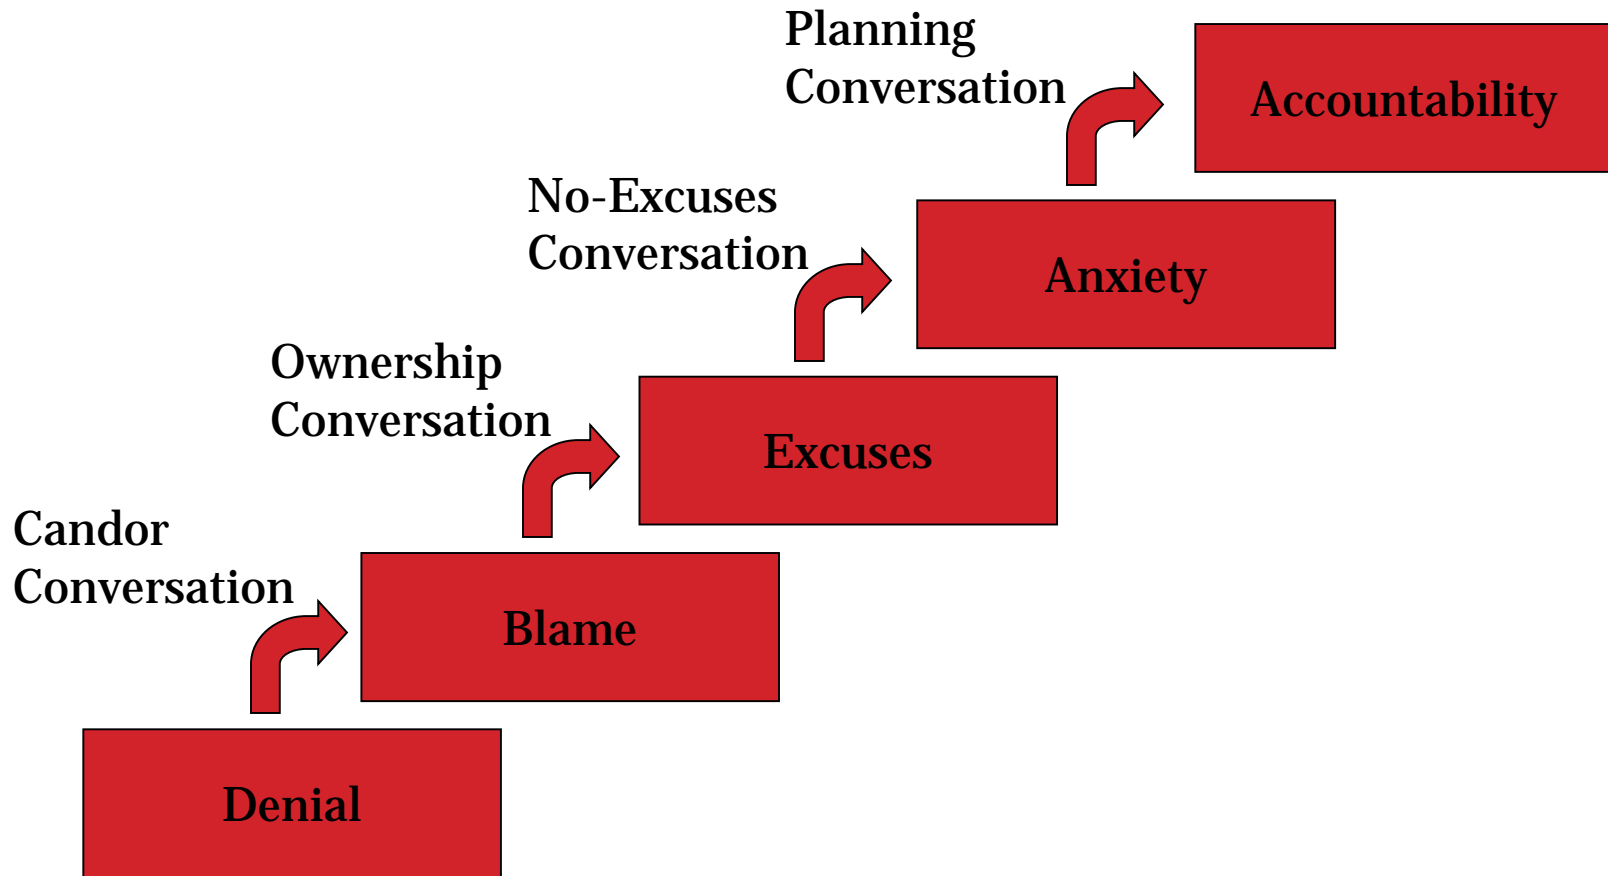 Planning
Conversation
Accountability
No-Excuses
Conversation
Anxiety
Ownership
Conversation
Excuses
Candor
Conversation
Blame
Denial